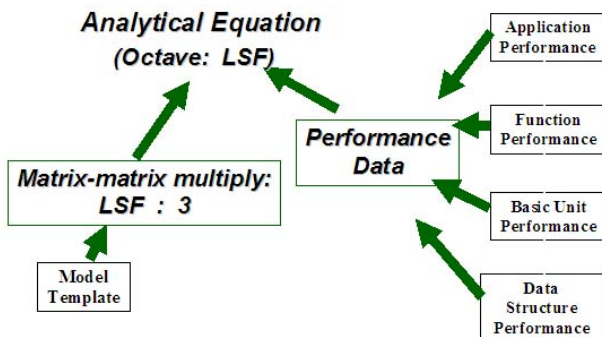 Analytical Equation
(Octave: LSF)
Application
Performance
Function
Performance
Performance
Data
Matrix-matrix multiply:
LSF : 3
Basic Unit
Performance
Model
Template
Data
Structure
Performance